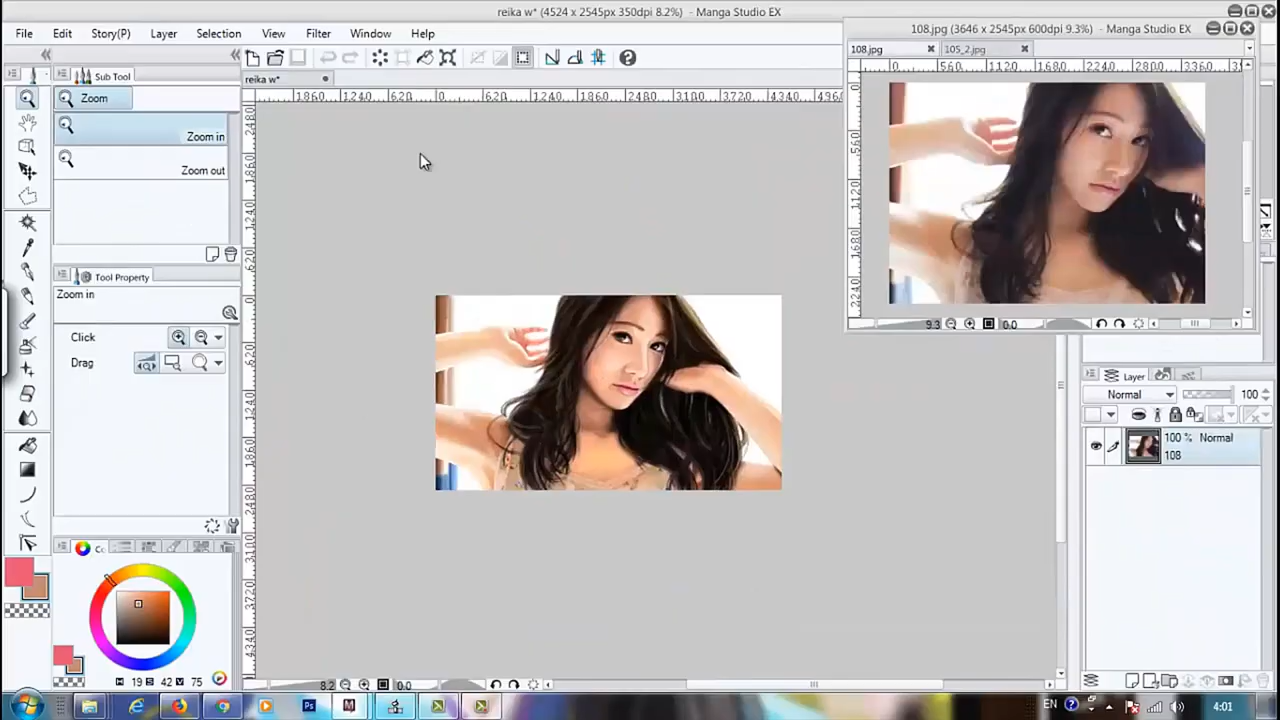 reika w* (4524 x 2545px 350dpi 8.2%) - Manga Studio EX
File Edit Story(P) Layer Selection View Filter Window Help
108.jpg (3646 x 2545px 600dpi 9.3%) - Manga Studio EX
108.jpg 105_2.jpg
reika w*
Sub Tool
Zoom
Zoom in
Zoom out
Tool Property
Zoom in
Click
Drag
9.3 0.0
Layer
Normal 100
100 % Normal
108
H 19 S 42 V 75
8.2 0.0
EN 4:01